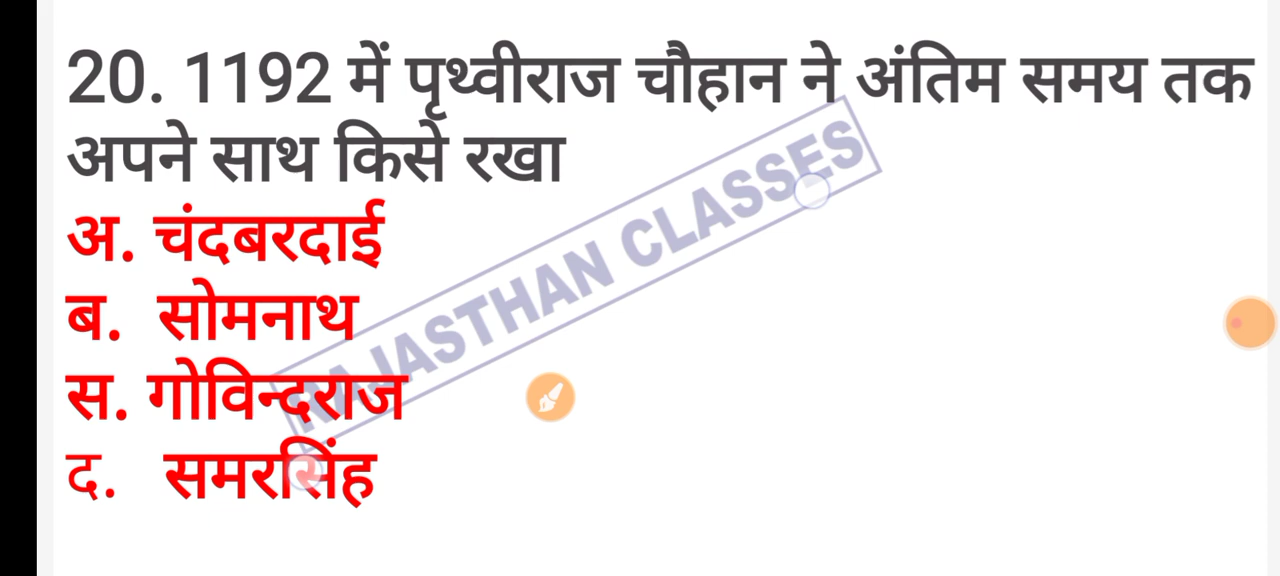 20. 1192 में पृथ्वीराज चौहान ने अंतिम समय तक
अपने साथ किसे रखा
अ. चंदबरदाई
ब. सोमनाथ
स. गोविन्दराज
द. समरसिंह
RAJASTHAN CLASSES